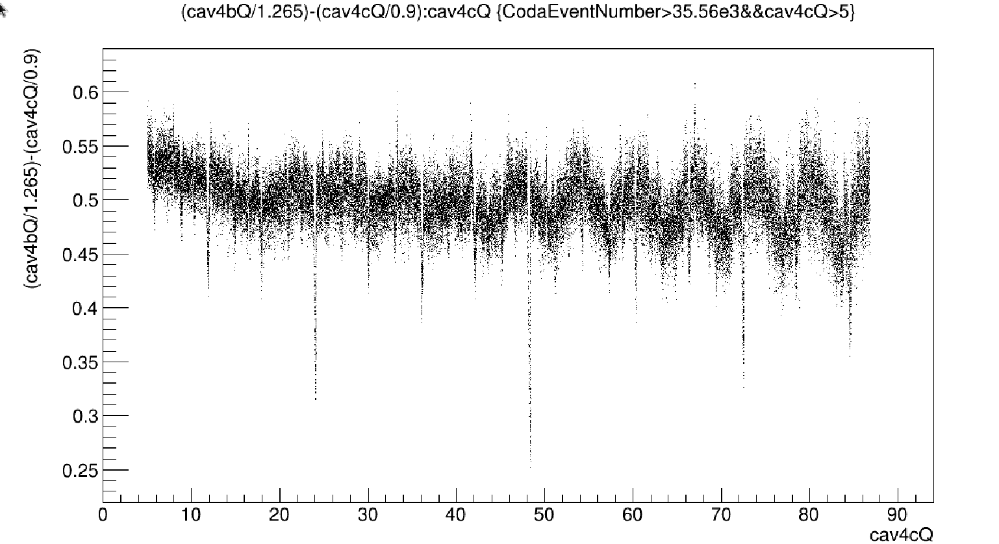 (cav4bQ/1.265)-(cav4cQ/0.9):cav4cQ {CodaEventNumber>35.56e3&&cav4cQ>5}
(cav4bQ/1.265)-(cav4cQ/0.9)
0.6
0.55
0.5
0.45
0.4
0.35
0.3
0.25
0 10 20 30 40 50 60 70 80 90
cav4cQ